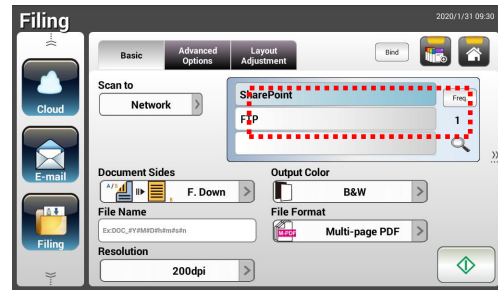 Filing
2020/1/31 09:30
Basic
Advanced Options
Layout Adjustment
Bind
Cloud
E-mail
Filing
Scan to
Network
SharePoint
FTP
Freq
1
Document Sides
F. Down
Output Color
B&W
File Name
Ex:DOC_#Y#M#D#h#m#s#n
File Format
M-PDF
Multi-page PDF
Resolution
200dpi